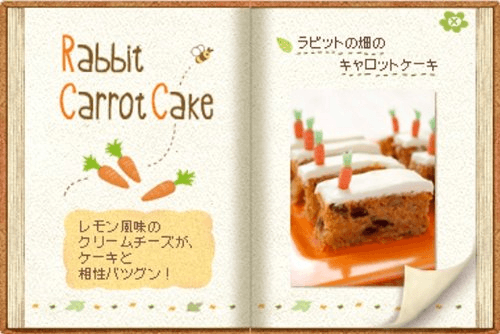 Rabbit
Carrot Cake
レモン風味の
クリームチーズが、
ケーキと
相性バツグン！
ラビットの畑の
キャロットケーキ